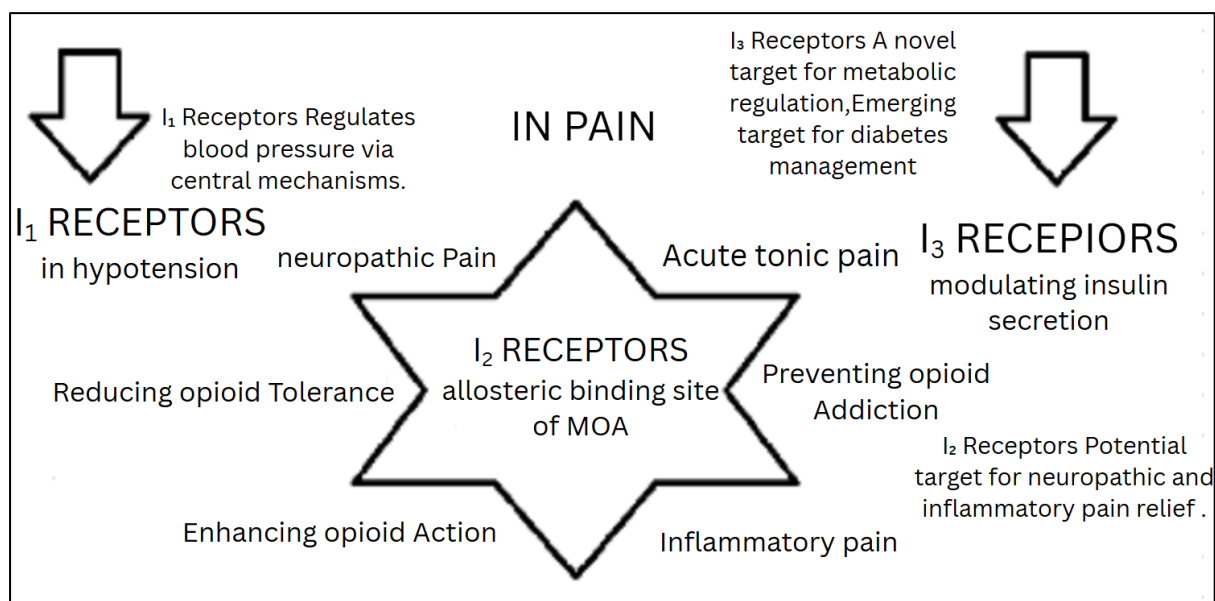 I₁ Receptors Regulates
blood pressure via
central mechanisms.
I₁ RECEPTORS
in hypotension
IN PAIN
I₃ Receptors A novel
target for metabolic
regulation,Emerging
target for diabetes
management
I₃ RECEPIORS
modulating insulin
secretion
neuropathic Pain
Acute tonic pain
I₂ RECEPTORS
allosteric binding site
of MOA
Reducing opioid Tolerance
Preventing opioid
Addiction
I₂ Receptors Potential
target for neuropathic and
inflammatory pain relief .
Enhancing opioid Action
Inflammatory pain